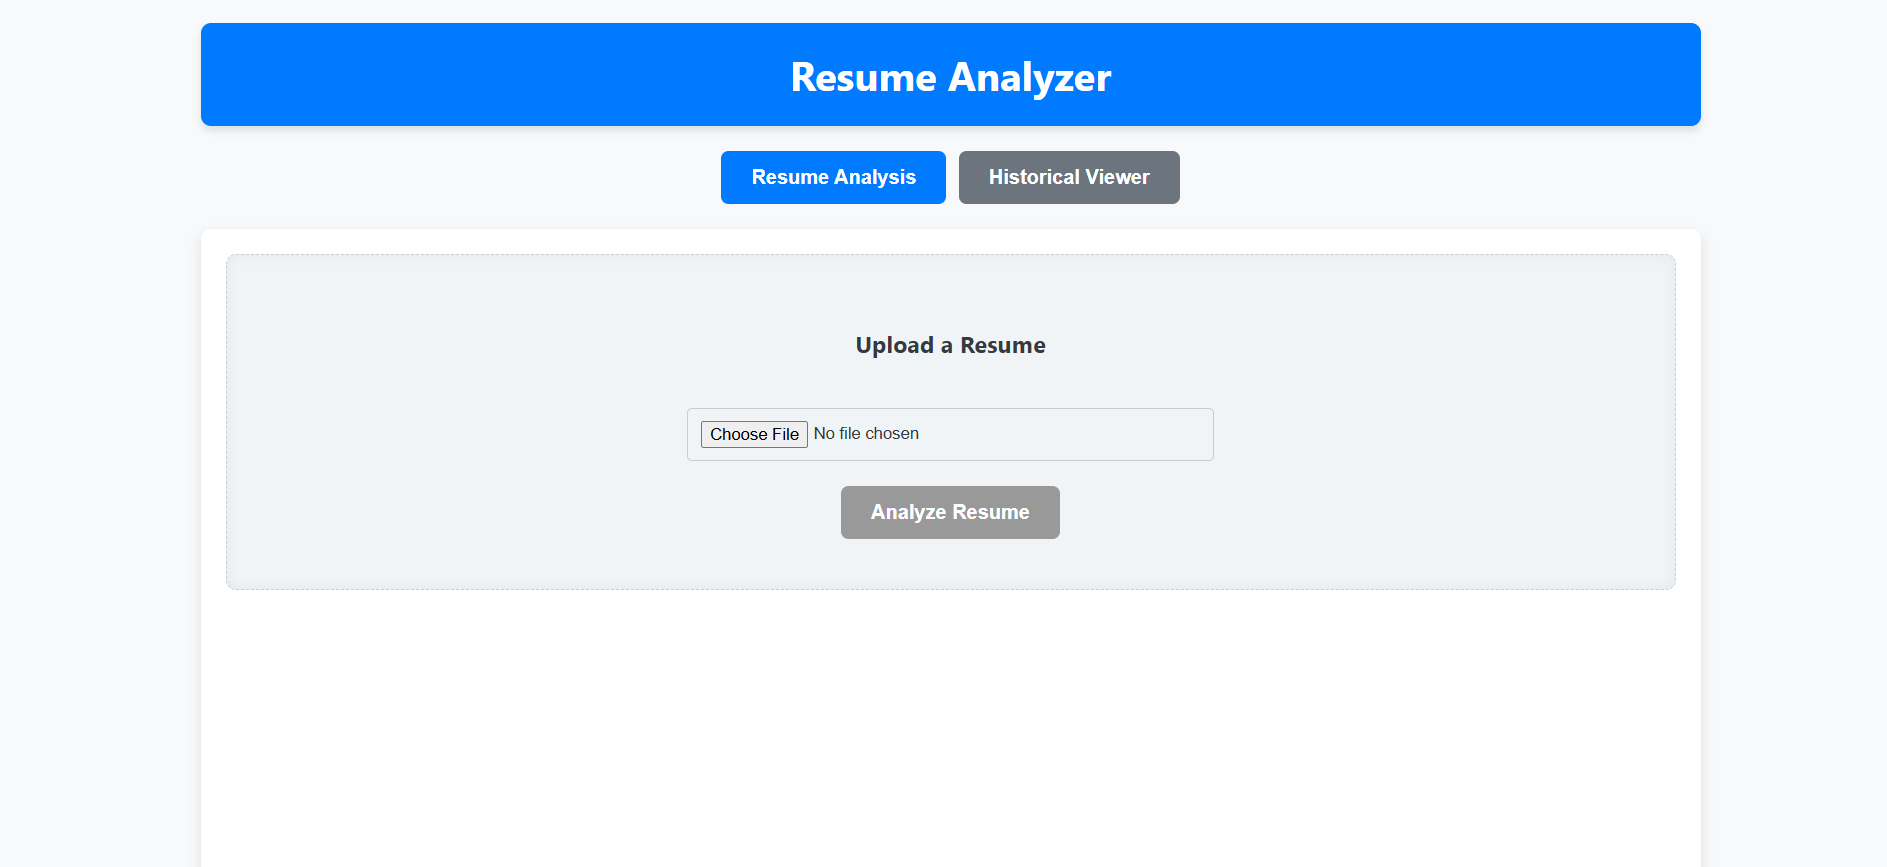 Resume Analyzer
Resume Analysis Historical Viewer
Upload a Resume
Choose File No file chosen
Analyze Resume